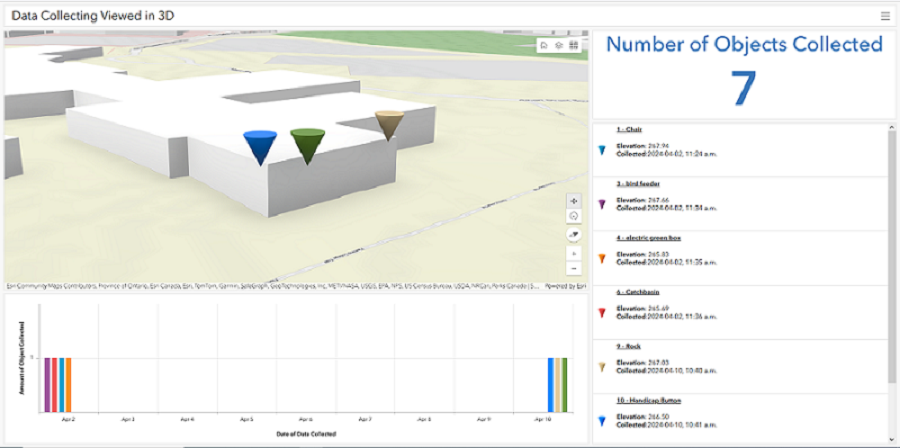 Data Collecting Viewed in 3D
Number of Objects Collected
7
1 - Chair
Elevation: 267.94
Collected: 2024-04-02, 11:24 a.m.
3 - bird feeder
Elevation: 267.66
Collected: 2024-04-02, 11:34 a.m.
4 - electric green box
Elevation: 265.83
Collected: 2024-04-02, 11:35 a.m.
6 - Catchbasin
Elevation: 265.69
Collected: 2024-04-02, 11:36 a.m.
9 - Rock
Elevation: 267.03
Collected: 2024-04-10, 10:40 a.m.
10 - Handicap Button
Elevation: 266.50
Collected: 2024-04-10, 10:41 a.m.
Esri Community Maps Contributors, Province of Ontario, Esri Canada, Esri, TomTom, Garmin, SafeGraph, GeoTechnologies, Inc, METI/NASA, USGS, EPA, NPS, US Census Bureau, USDA, NRCan, Parks Canada | S... Powered by Esri
Amount of Object Collected
Apr 2 Apr 3 Apr 4 Apr 5 Apr 6 Apr 7 Apr 8 Apr 9 Apr 10
Date of Data Collected